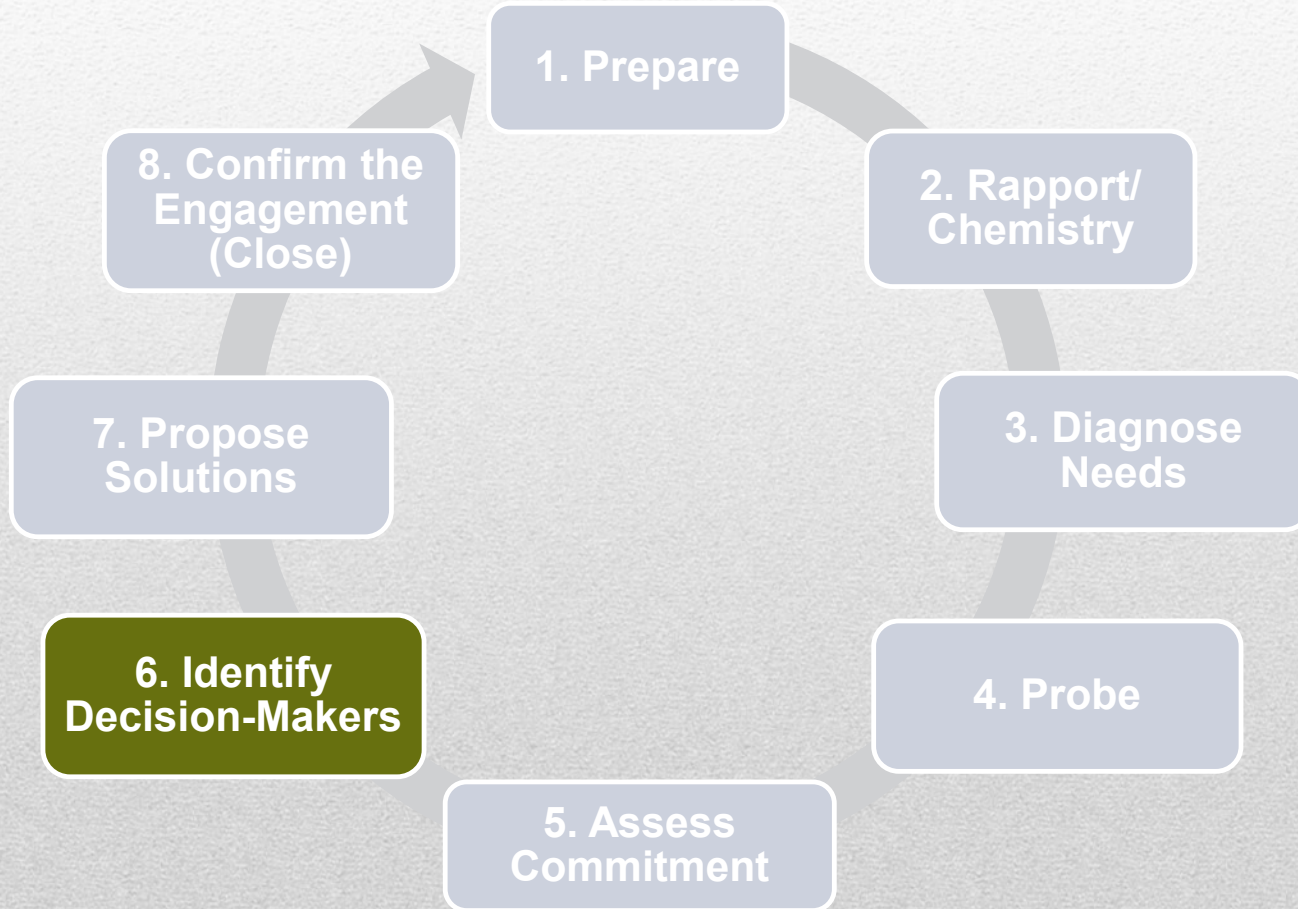 1. Prepare
2. Rapport/
Chemistry
3. Diagnose
Needs
4. Probe
5. Assess
Commitment
6. Identify
Decision-Makers
7. Propose
Solutions
8. Confirm the
Engagement
(Close)